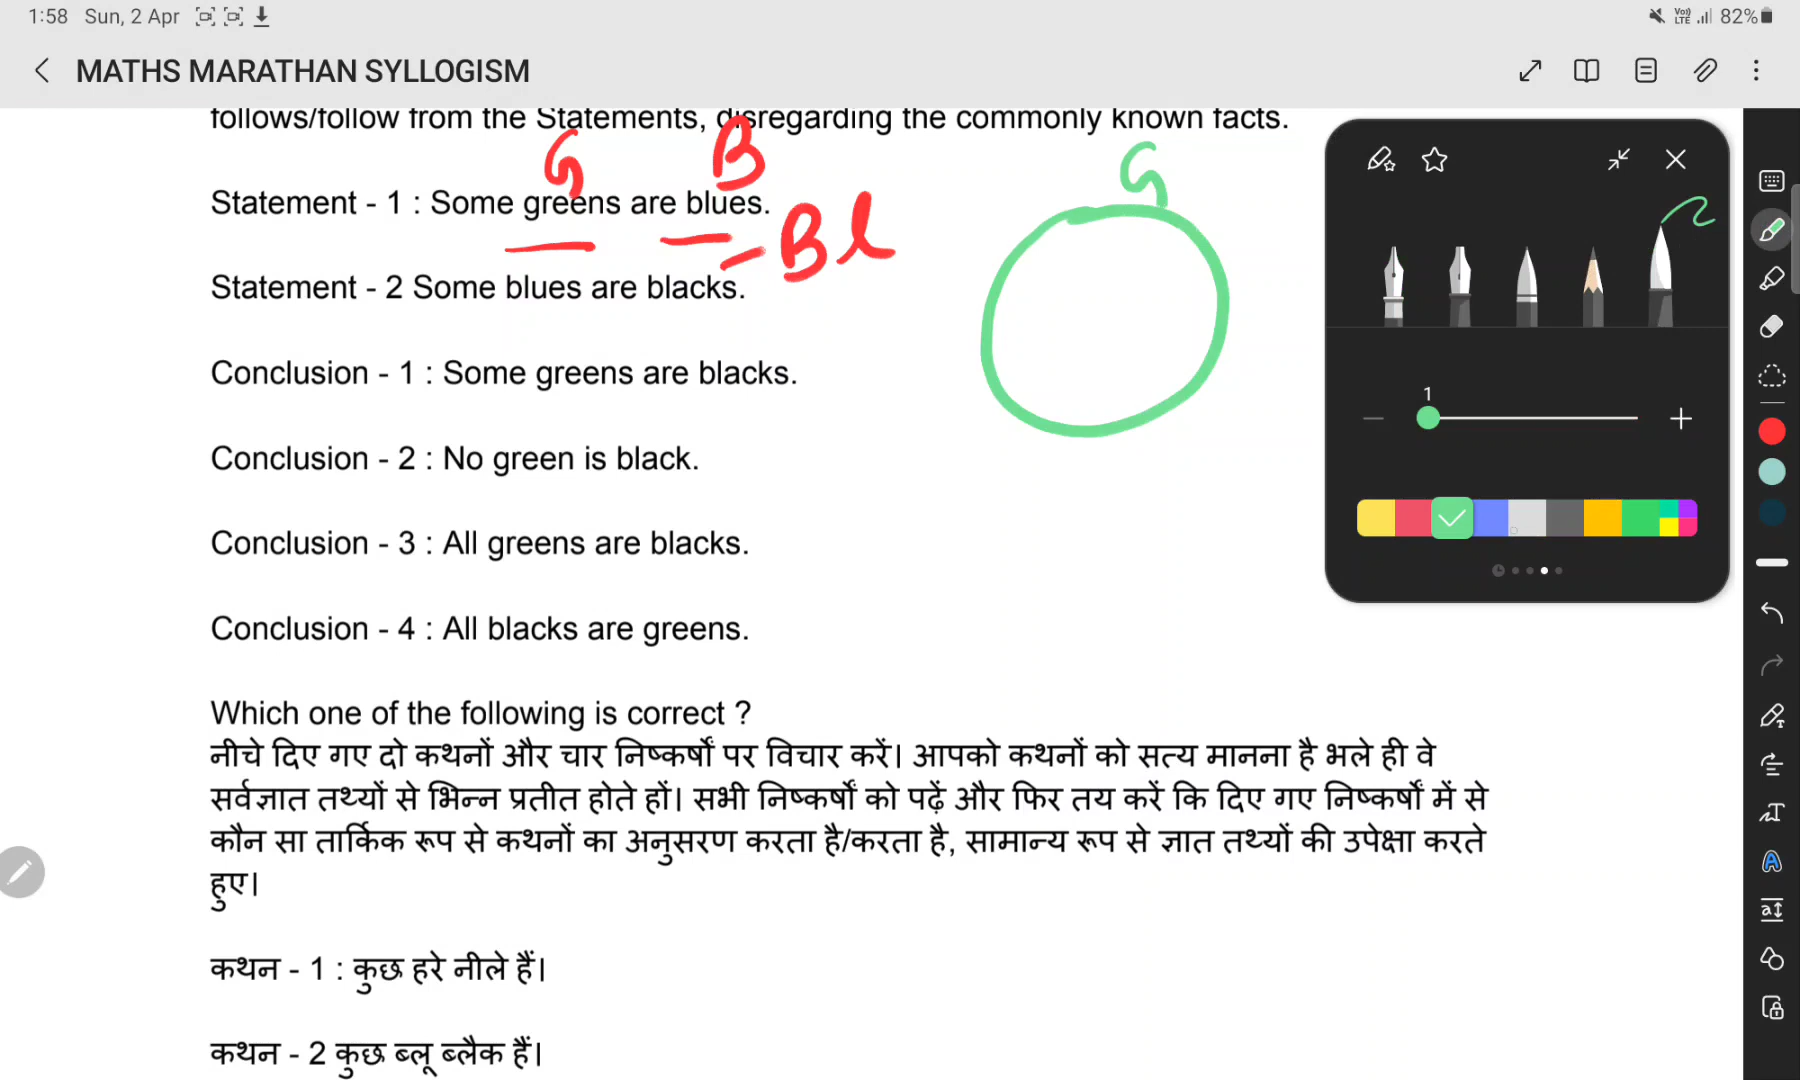 1:58 Sun, 2 Apr
Vo)) LTE 82%
MATHS MARATHAN SYLLOGISM
follows/follow from the Statements, disregarding the commonly known facts.
G B G
Statement - 1 : Some greens are blues.
Bl
Statement - 2 Some blues are blacks.
Conclusion - 1 : Some greens are blacks.
1
Conclusion - 2 : No green is black.
Conclusion - 3 : All greens are blacks.
Conclusion - 4 : All blacks are greens.
Which one of the following is correct ?
नीचे दिए गए दो कथनों और चार निष्कर्षों पर विचार करें। आपको कथनों को सत्य मानना है भले ही वे
सर्वज्ञात तथ्यों से भिन्न प्रतीत होते हों। सभी निष्कर्षों को पढ़ें और फिर तय करें कि दिए गए निष्कर्षों में से
कौन सा तार्किक रूप से कथनों का अनुसरण करता है/करता है, सामान्य रूप से ज्ञात तथ्यों की उपेक्षा करते
हुए।
कथन - 1 : कुछ हरे नीले हैं।
कथन - 2 कुछ ब्लू ब्लैक हैं।